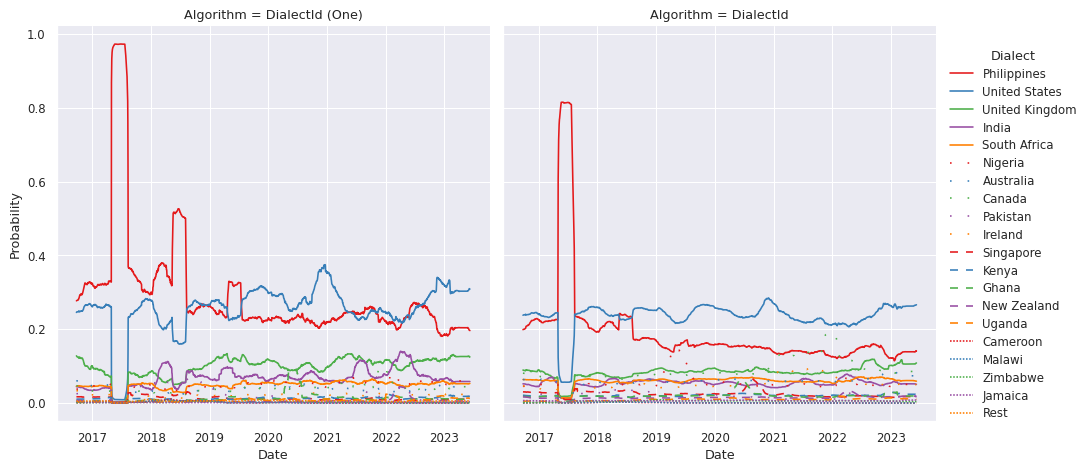 Algorithm = DialectId (One)
Algorithm = DialectId
Probability
1.0
0.8
0.6
0.4
0.2
0.0
2017 2018 2019 2020 2021 2022 2023
2017 2018 2019 2020 2021 2022 2023
Date
Date
Dialect
Philippines
United States
United Kingdom
India
South Africa
Nigeria
Australia
Canada
Pakistan
Ireland
Singapore
Kenya
Ghana
New Zealand
Uganda
Cameroon
Malawi
Zimbabwe
Jamaica
Rest